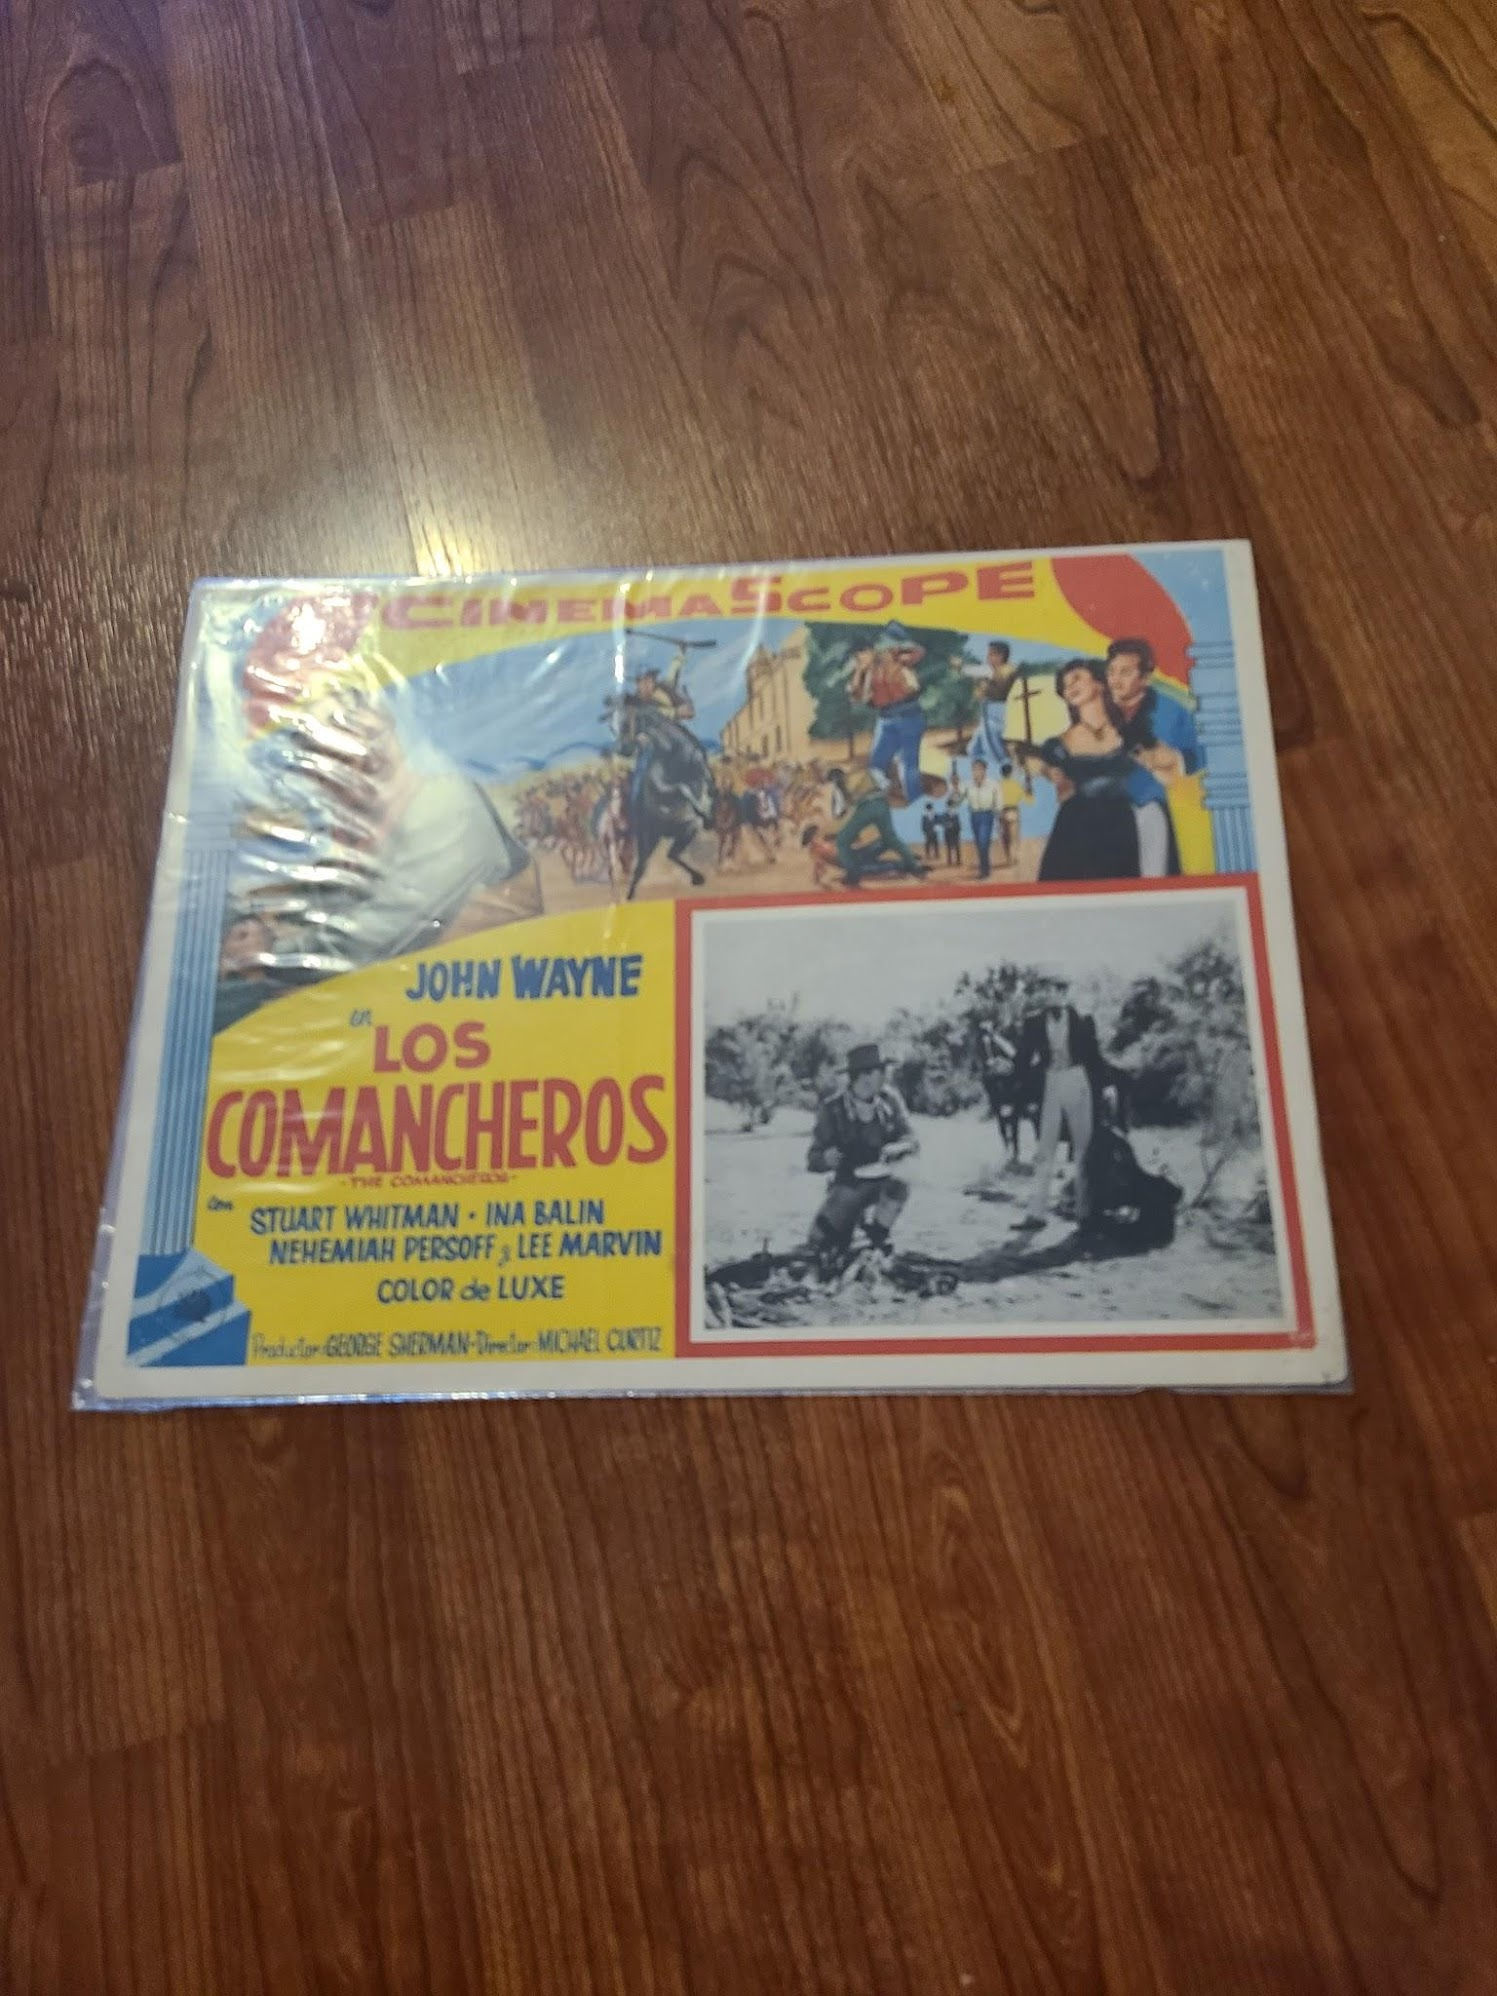 CINEMASCOPE
JOHN WAYNE
en
LOS
COMANCHEROS
-THE COMANCHEROS-
con
STUART WHITMAN · INA BALIN
NEHEMIAH PERSOFF y LEE MARVIN
COLOR de LUXE
Productor: GEORGE SHERMAN-Director: MICHAEL CURTIZ